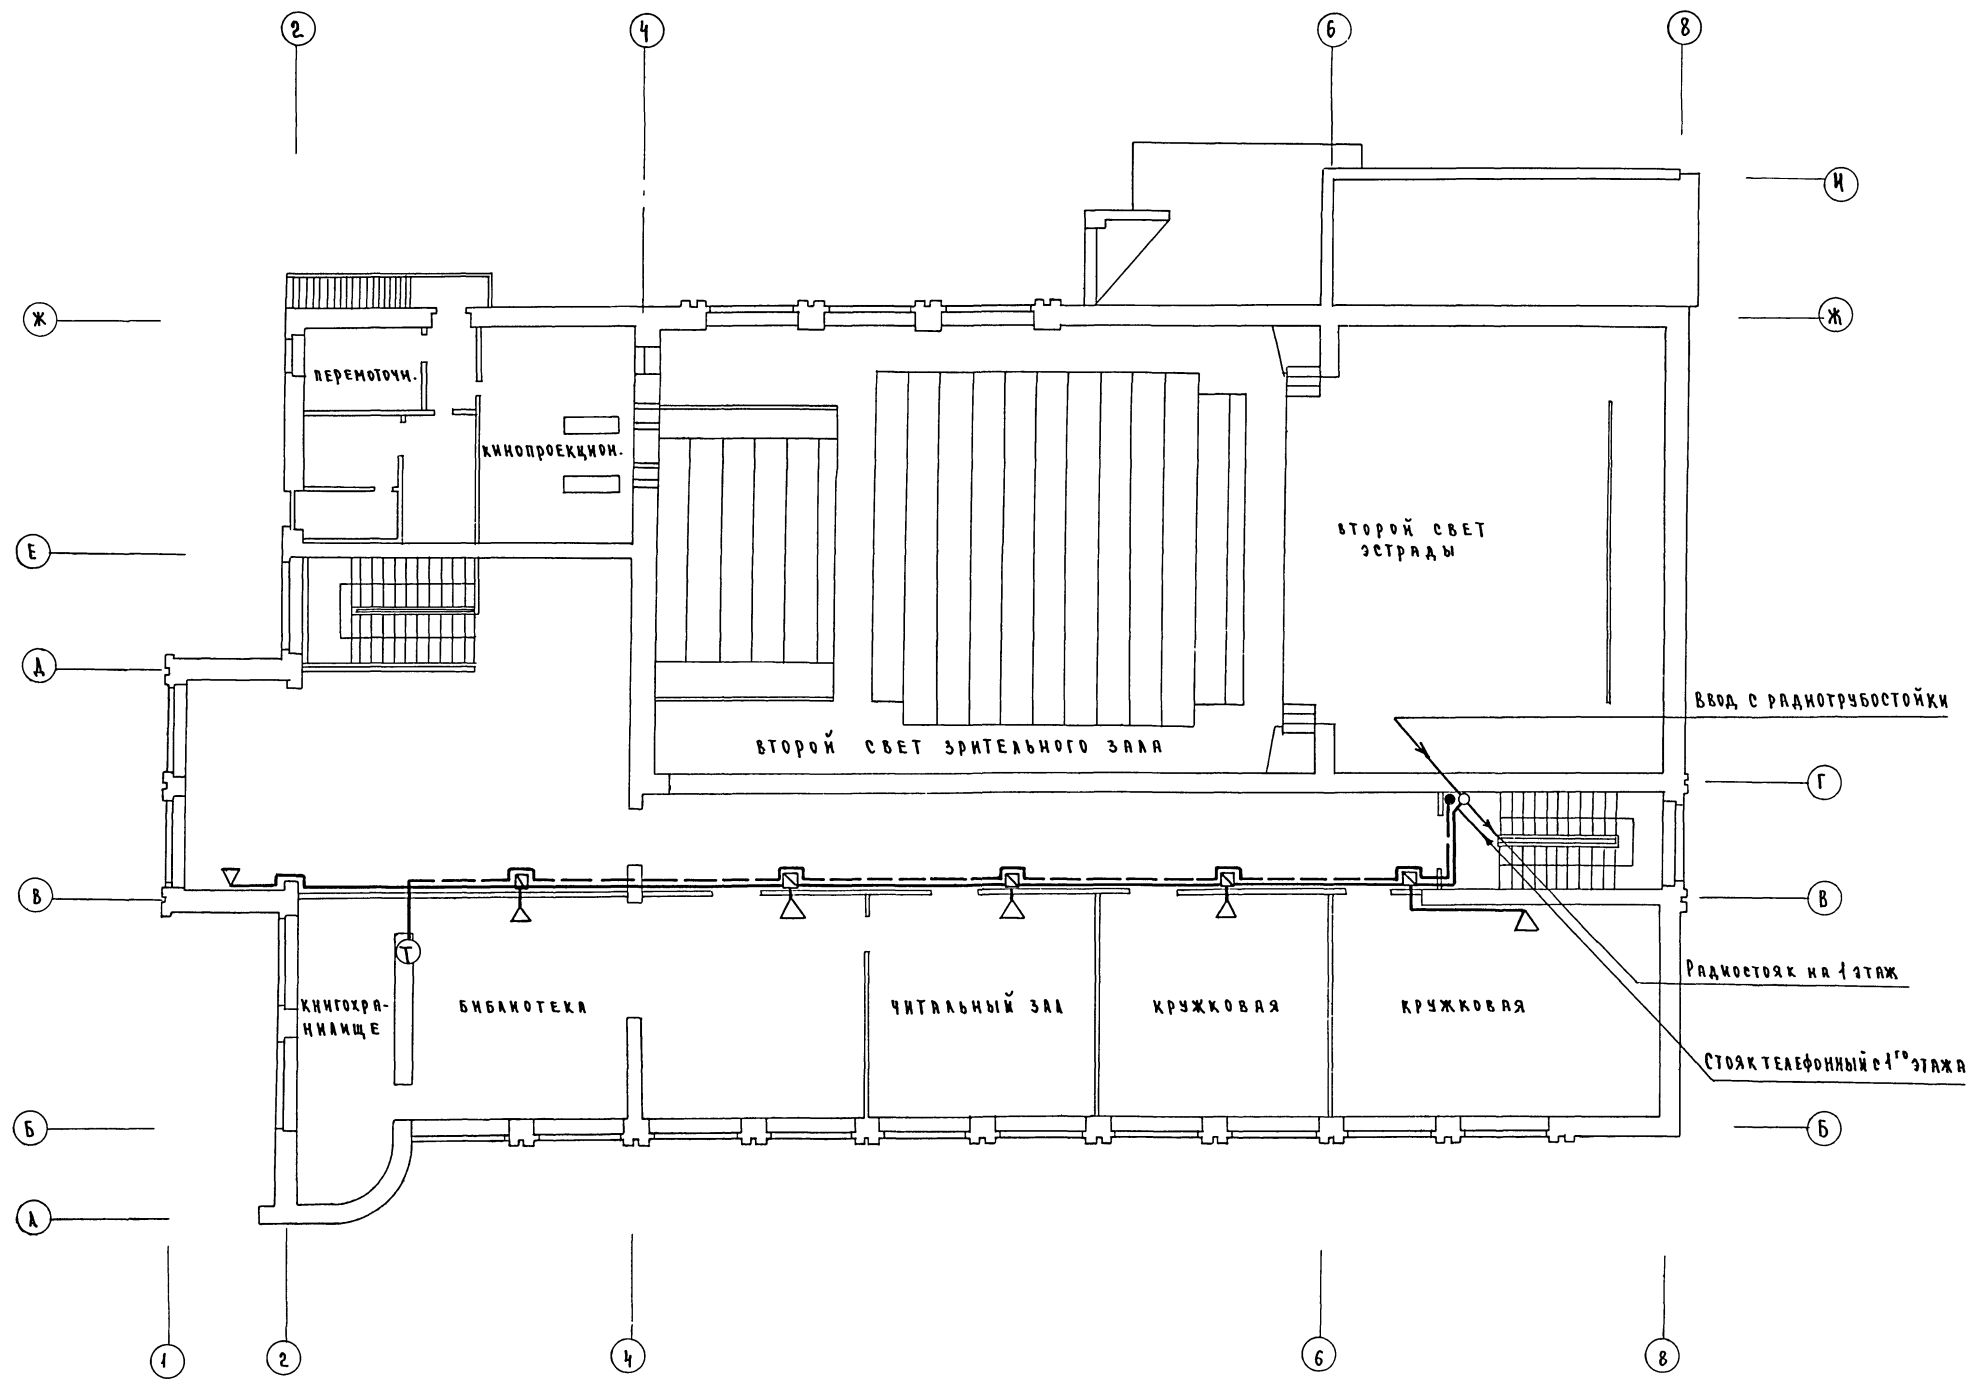 2
4
6
8
И
Ж
Ж
ПЕРЕМОТОЧН.
КИНОПРОЕКЦИОН.
ВТОРОЙ СВЕТ
ЭСТРАДЫ
Е
Д
ВВОД С РАДИОТРУБОСТОЙКИ
ВТОРОЙ СВЕТ ЗРИТЕЛЬНОГО ЗАЛА
Г
В
В
РАДИОСТОЯК НА 1 ЭТАЖ
Т
КНИГОХРА-
НИЛИЩЕ
БИБЛИОТЕКА
ЧИТАЛЬНЫЙ ЗАЛ
КРУЖКОВАЯ
КРУЖКОВАЯ
СТОЯК ТЕЛЕФОННЫЙ С 1ГО ЭТАЖА
Б
Б
А
1
2
4
6
8